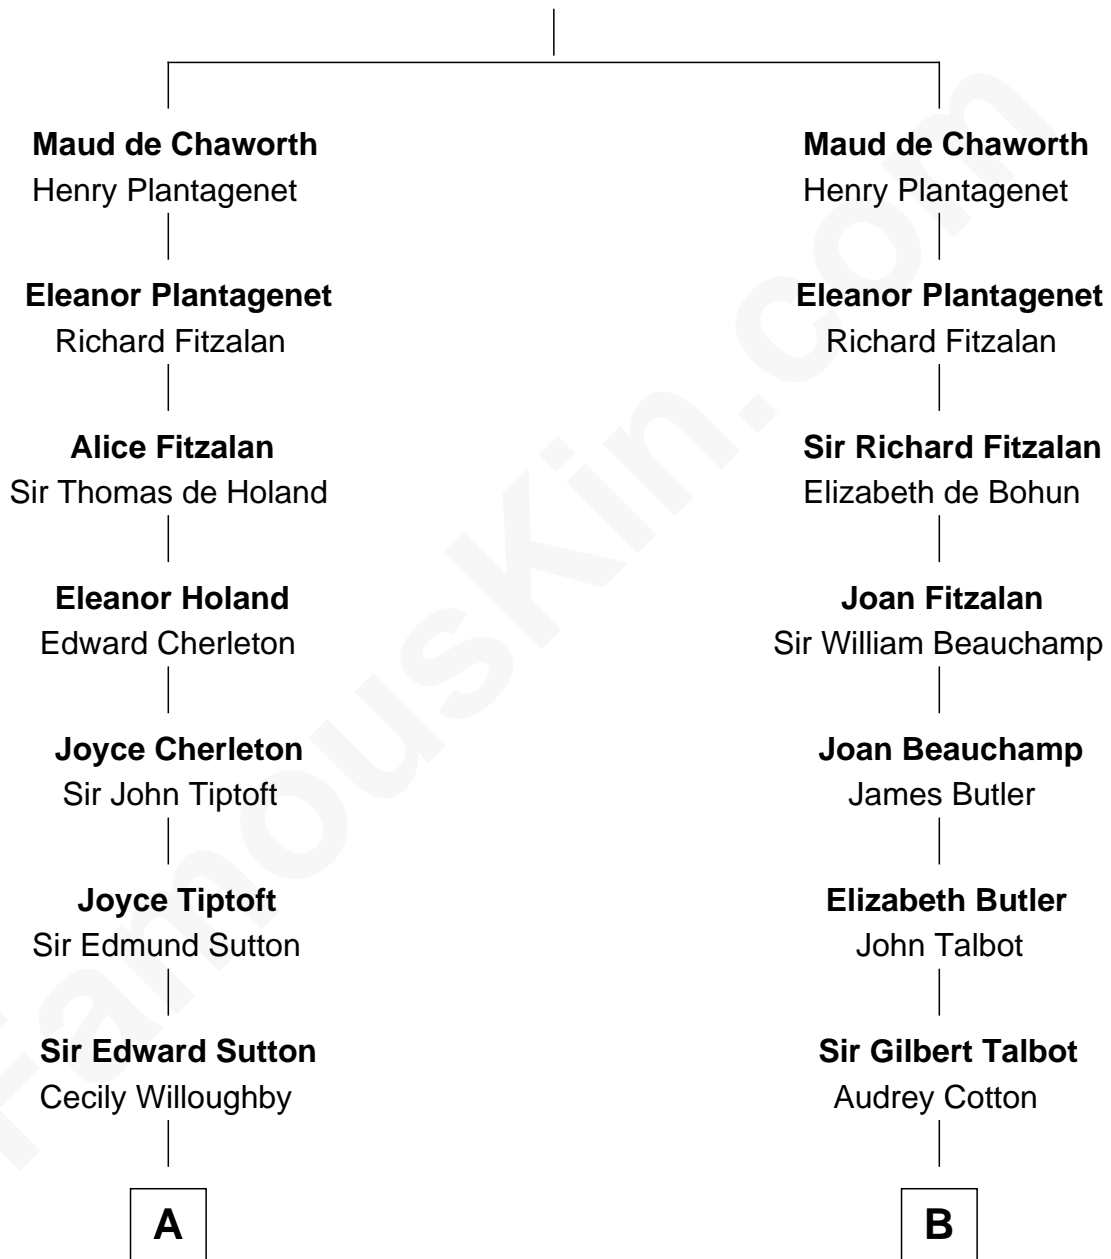 Maud de Chaworth
Henry Plantagenet
Eleanor Plantagenet
Richard Fitzalan
Alice Fitzalan
Sir Thomas de Holand
Eleanor Holand
Edward Cherleton
Joyce Cherleton
Sir John Tiptoft
Joyce Tiptoft
Sir Edmund Sutton
Sir Edward Sutton
Cecily Willoughby
A
Maud de Chaworth
Henry Plantagenet
Eleanor Plantagenet
Richard Fitzalan
Sir Richard Fitzalan
Elizabeth de Bohun
Joan Fitzalan
Sir William Beauchamp
Joan Beauchamp
James Butler
Elizabeth Butler
John Talbot
Sir Gilbert Talbot
Audrey Cotton
B
FamousKin.com